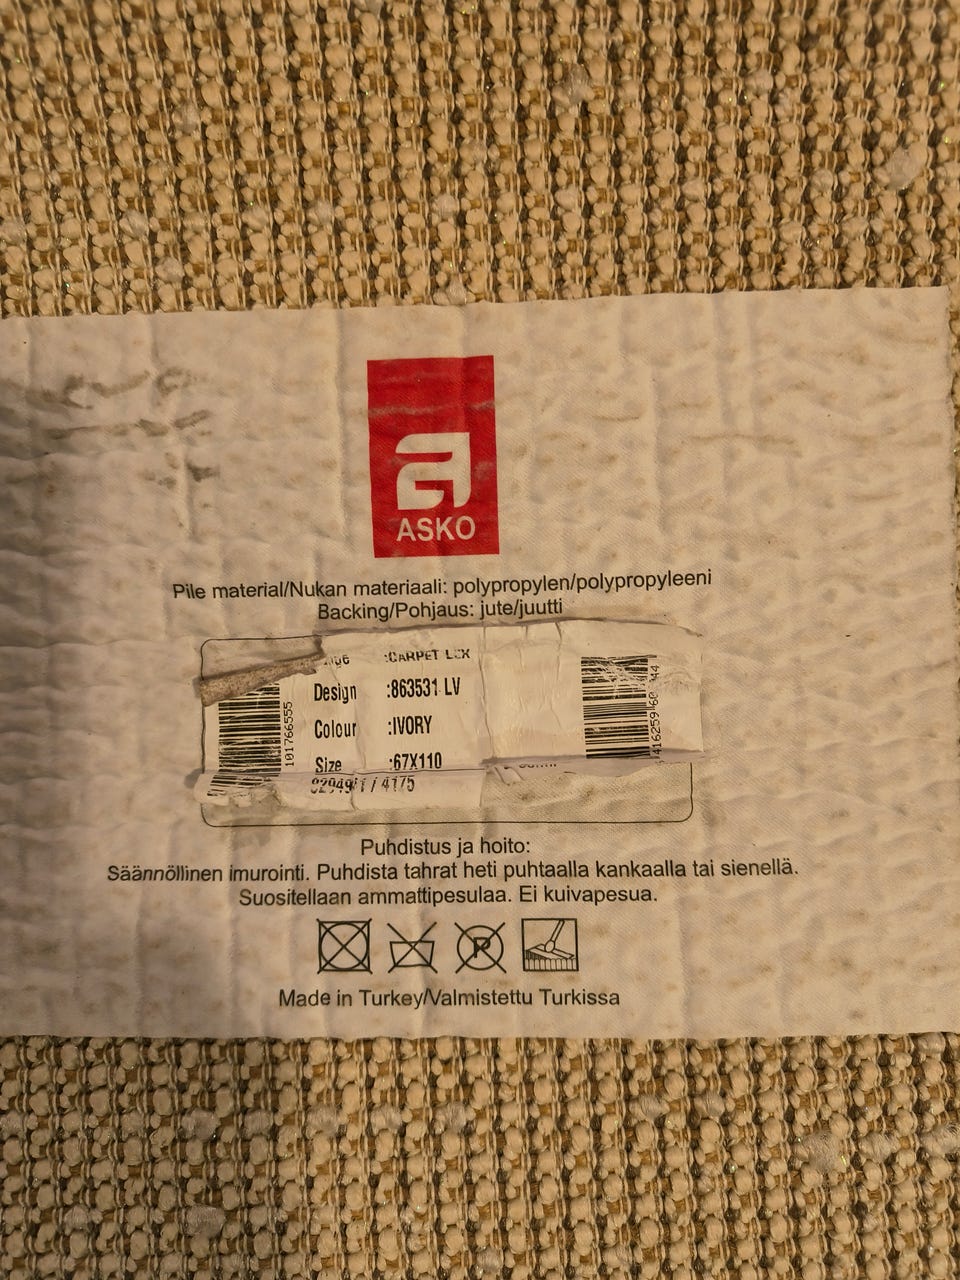 a
ASKO
Pile material/Nukan materiaali: polypropylen/polypropyleeni
Backing/Pohjaus: jute/juutti
:CARPET
Design :863531 LV
Colour :IVORY
Size :67X110
/ 4175
101766555
Puhdistus ja hoito:
Säännöllinen imurointi. Puhdista tahrat heti puhtaalla kankaalla tai sienellä.
Suositellaan ammattipesulaa. Ei kuivapesua.
P
Made in Turkey/Valmistettu Turkissa